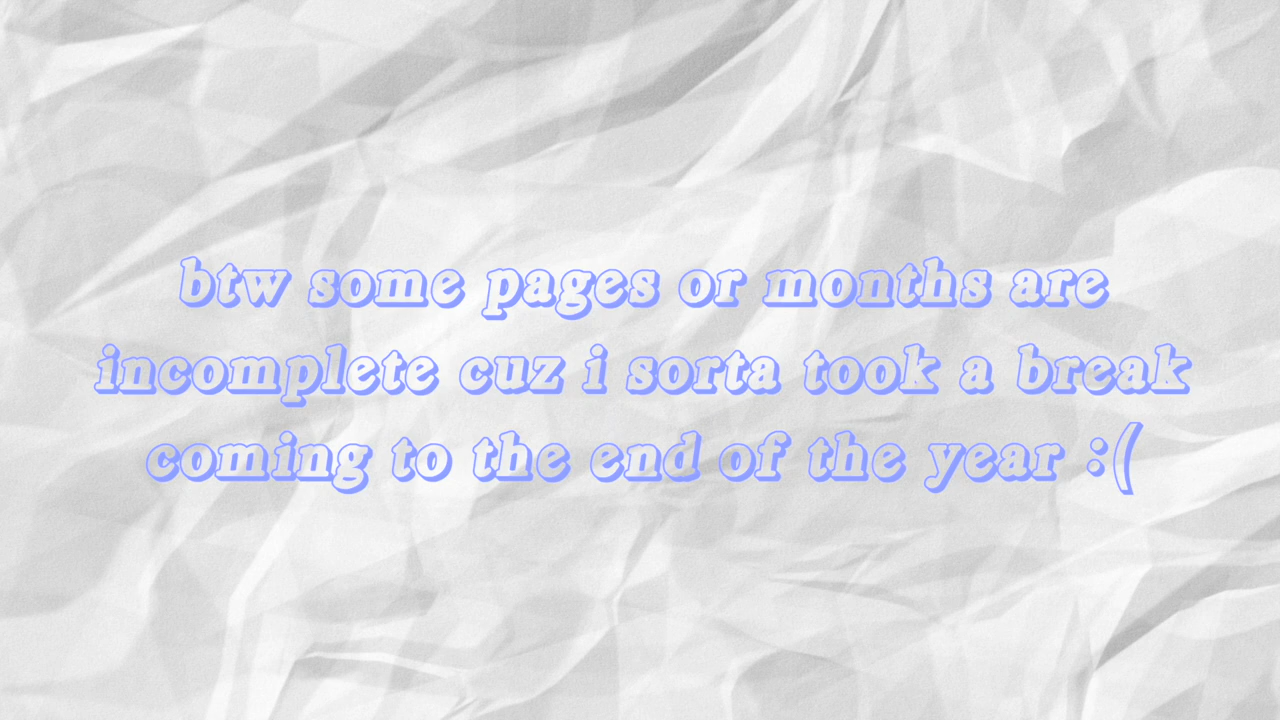 btw some pages or months are
incomplete cuz i sorta took a break
coming to the end of the year :(